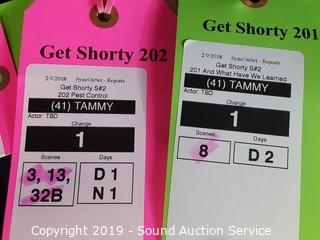 Get Shorty 202
2/9/2018 SyncOnSet - Reports
Get Shorty S#2
202 Pest Control
(41) TAMMY
Actor: TBD
Change
1
Scenes Days
3, 13, 32B
D 1
N 1
Get Shorty 201
2/9/2018 SyncOnSet - Reports
Get Shorty S#2
201 And What Have We Learned
(41) TAMMY
Actor: TBD
Change
1
Scenes Days
8 D 2
Copyright 2019 - Sound Auction Service